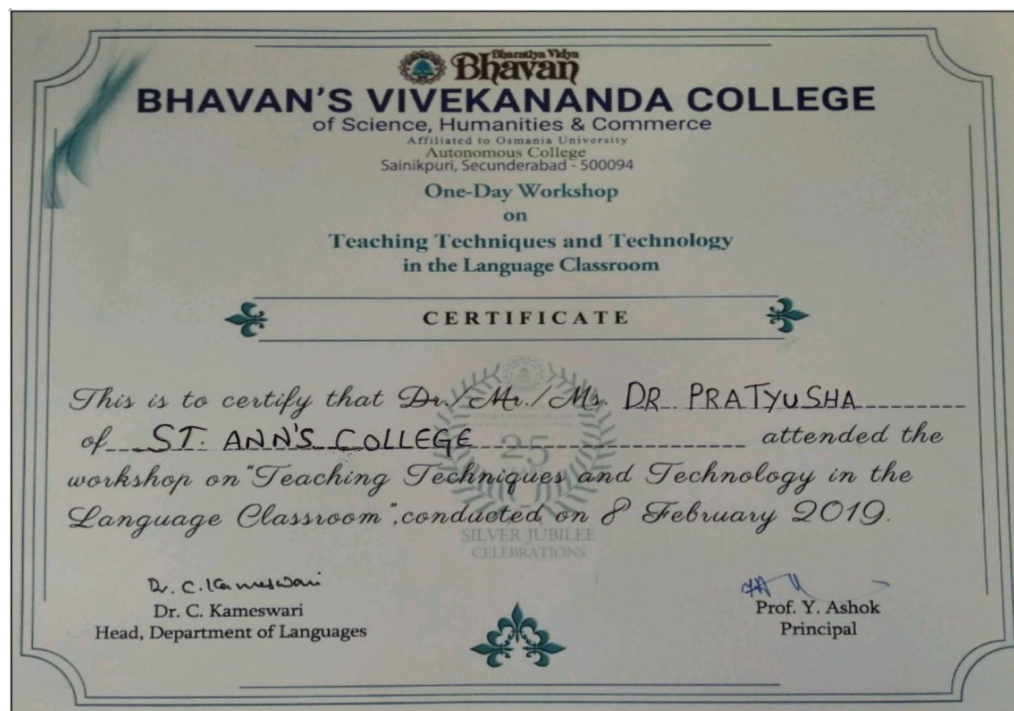 Bharatiya Vidya
Bhavan
BHAVAN'S VIVEKANANDA COLLEGE
of Science, Humanities & Commerce
Affiliated to Osmania University
Autonomous College
Sainikpuri, Secunderabad - 500094
One-Day Workshop
on
Teaching Techniques and Technology
in the Language Classroom
CERTIFICATE
This is to certify that Dr./Mr./Ms. DR. PRATYUSHA
of ST. ANN'S COLLEGE attended the
25
workshop on "Teaching Techniques and Technology in the
Language Classroom", conducted on 8 February 2019.
SILVER JUBILEE
CELEBRATIONS
Dr. C. Kameswari
Dr. C. Kameswari
Head, Department of Languages
Prof. Y. Ashok
Principal